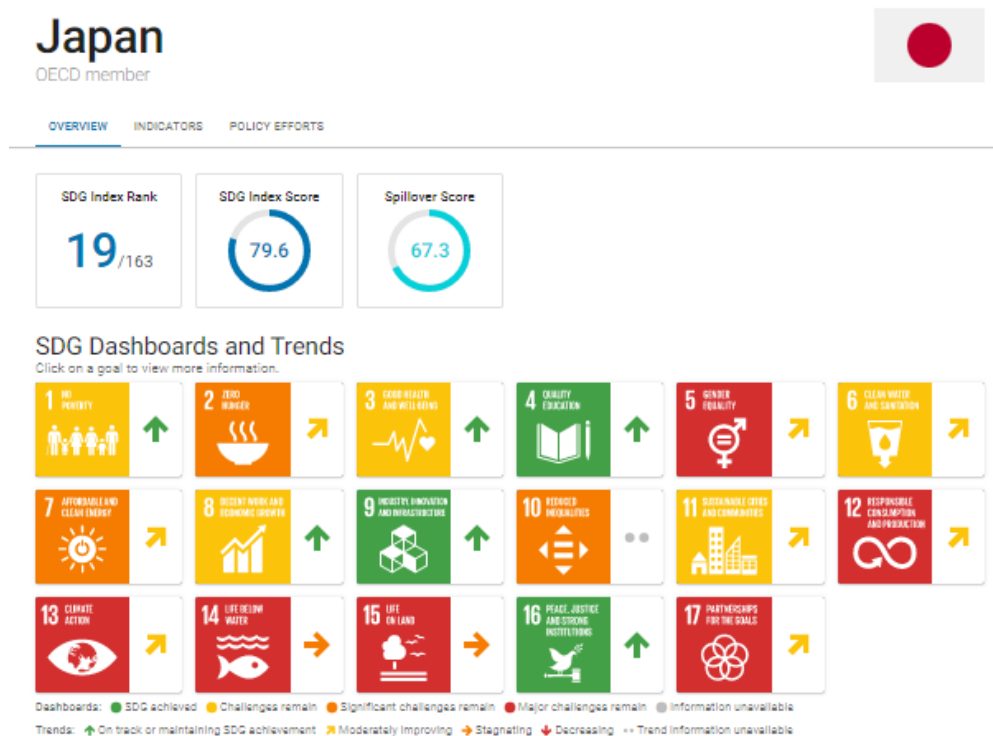 Japan
OECD member
OVERVIEW INDICATORS POLICY EFFORTS
SDG Index Rank
19/163
SDG Index Score
79.6
Spillover Score
67.3
SDG Dashboards and Trends
Click on a goal to view more information.
1 NO
POVERTY
2 ZERO
HUNGER
3 GOOD HEALTH
AND WELL-BEING
4 QUALITY
EDUCATION
5 GENDER
EQUALITY
6 CLEAN WATER
AND SANITATION
7 AFFORDABLE AND
CLEAN ENERGY
8 DECENT WORK AND
ECONOMIC GROWTH
9 INDUSTRY, INNOVATION
AND INFRASTRUCTURE
10 REDUCED
INEQUALITIES
11 SUSTAINABLE CITIES
AND COMMUNITIES
12 RESPONSIBLE
CONSUMPTION
AND PRODUCTION
13 CLIMATE
ACTION
14 LIFE BELOW
WATER
15 LIFE
ON LAND
16 PEACE, JUSTICE
AND STRONG
INSTITUTIONS
17 PARTNERSHIPS
FOR THE GOALS
Dashboards: SDG achieved Challenges remain Significant challenges remain Major challenges remain Information unavailable
Trends: On track or maintaining SDG achievement Moderately improving Stagnating Decreasing Trend information unavailable